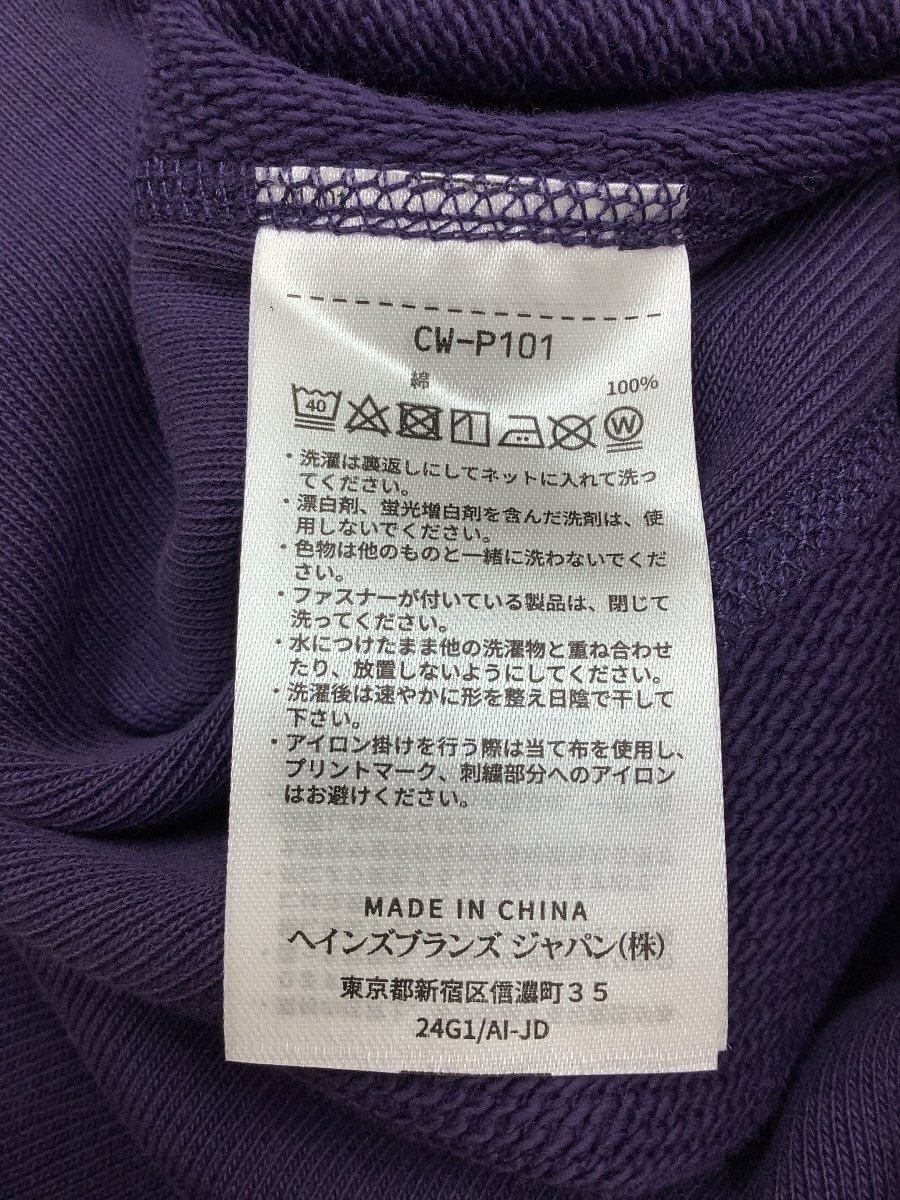 CW-P101
綿 100%
40 W
・洗濯は裏返しにしてネットに入れて洗っ
てください。
・漂白剤、蛍光増白剤を含んだ洗剤は、使
用しないでください。
・色物は他のものと一緒に洗わないでくだ
さい。
・ファスナーが付いている製品は、閉じて
洗ってください。
・水につけたまま他の洗濯物と重ね合わせ
たり、放置しないようにしてください。
・洗濯後は速やかに形を整え日陰で干して
下さい。
・アイロン掛けを行う際は当て布を使用し、
プリントマーク、刺繍部分へのアイロン
はお避けください。
MADE IN CHINA
ヘインズブランズ ジャパン(株)
東京都新宿区信濃町35
24G1/AI-JD